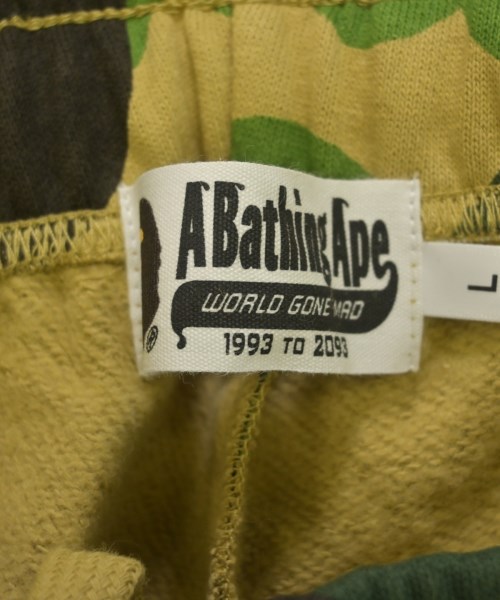 A Bathing Ape
WORLD GONE MAD
1993 TO 2093
®
L